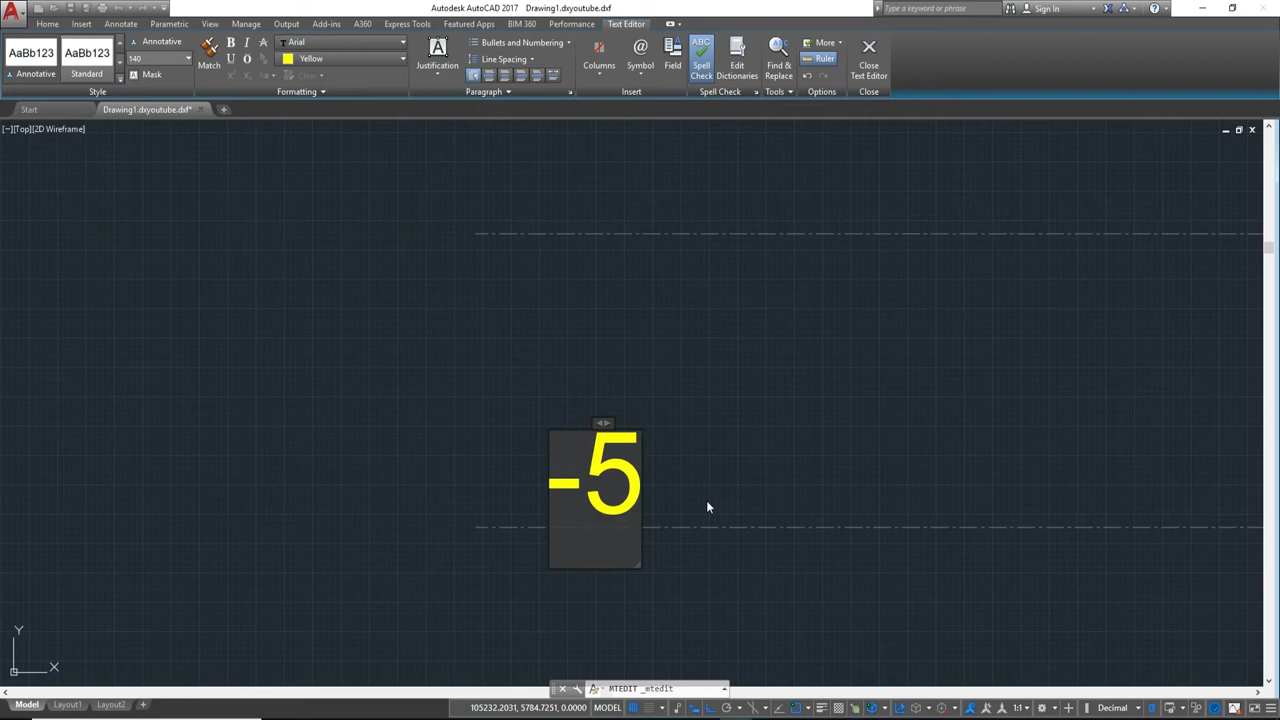 Autodesk AutoCAD 2017 Drawing1.dxyoutube.dxf
Type a keyword or phrase
Sign In
Home Insert Annotate Parametric View Manage Output Add-ins A360 Express Tools Featured Apps BIM 360 Performance Text Editor
AaBb123 AaBb123
Annotative Standard
Annotative
140
Mask
Style
Match
B I A
U O
Arial
Yellow
Clear
Formatting
Justification
Bullets and Numbering
Line Spacing
Paragraph
Columns
Symbol
Field
Insert
ABC
Spell
Check
Edit
Dictionaries
Spell Check
Find &
Replace
Tools
More
Ruler
Options
Close
Text Editor
Close
Start Drawing1.dxyoutube.dxf*
[−][Top][2D Wireframe]
-5
Y
X
MTEDIT _mtedit
Model Layout1 Layout2
105232.2031, 5784.7251, 0.0000 MODEL
1:1
Decimal